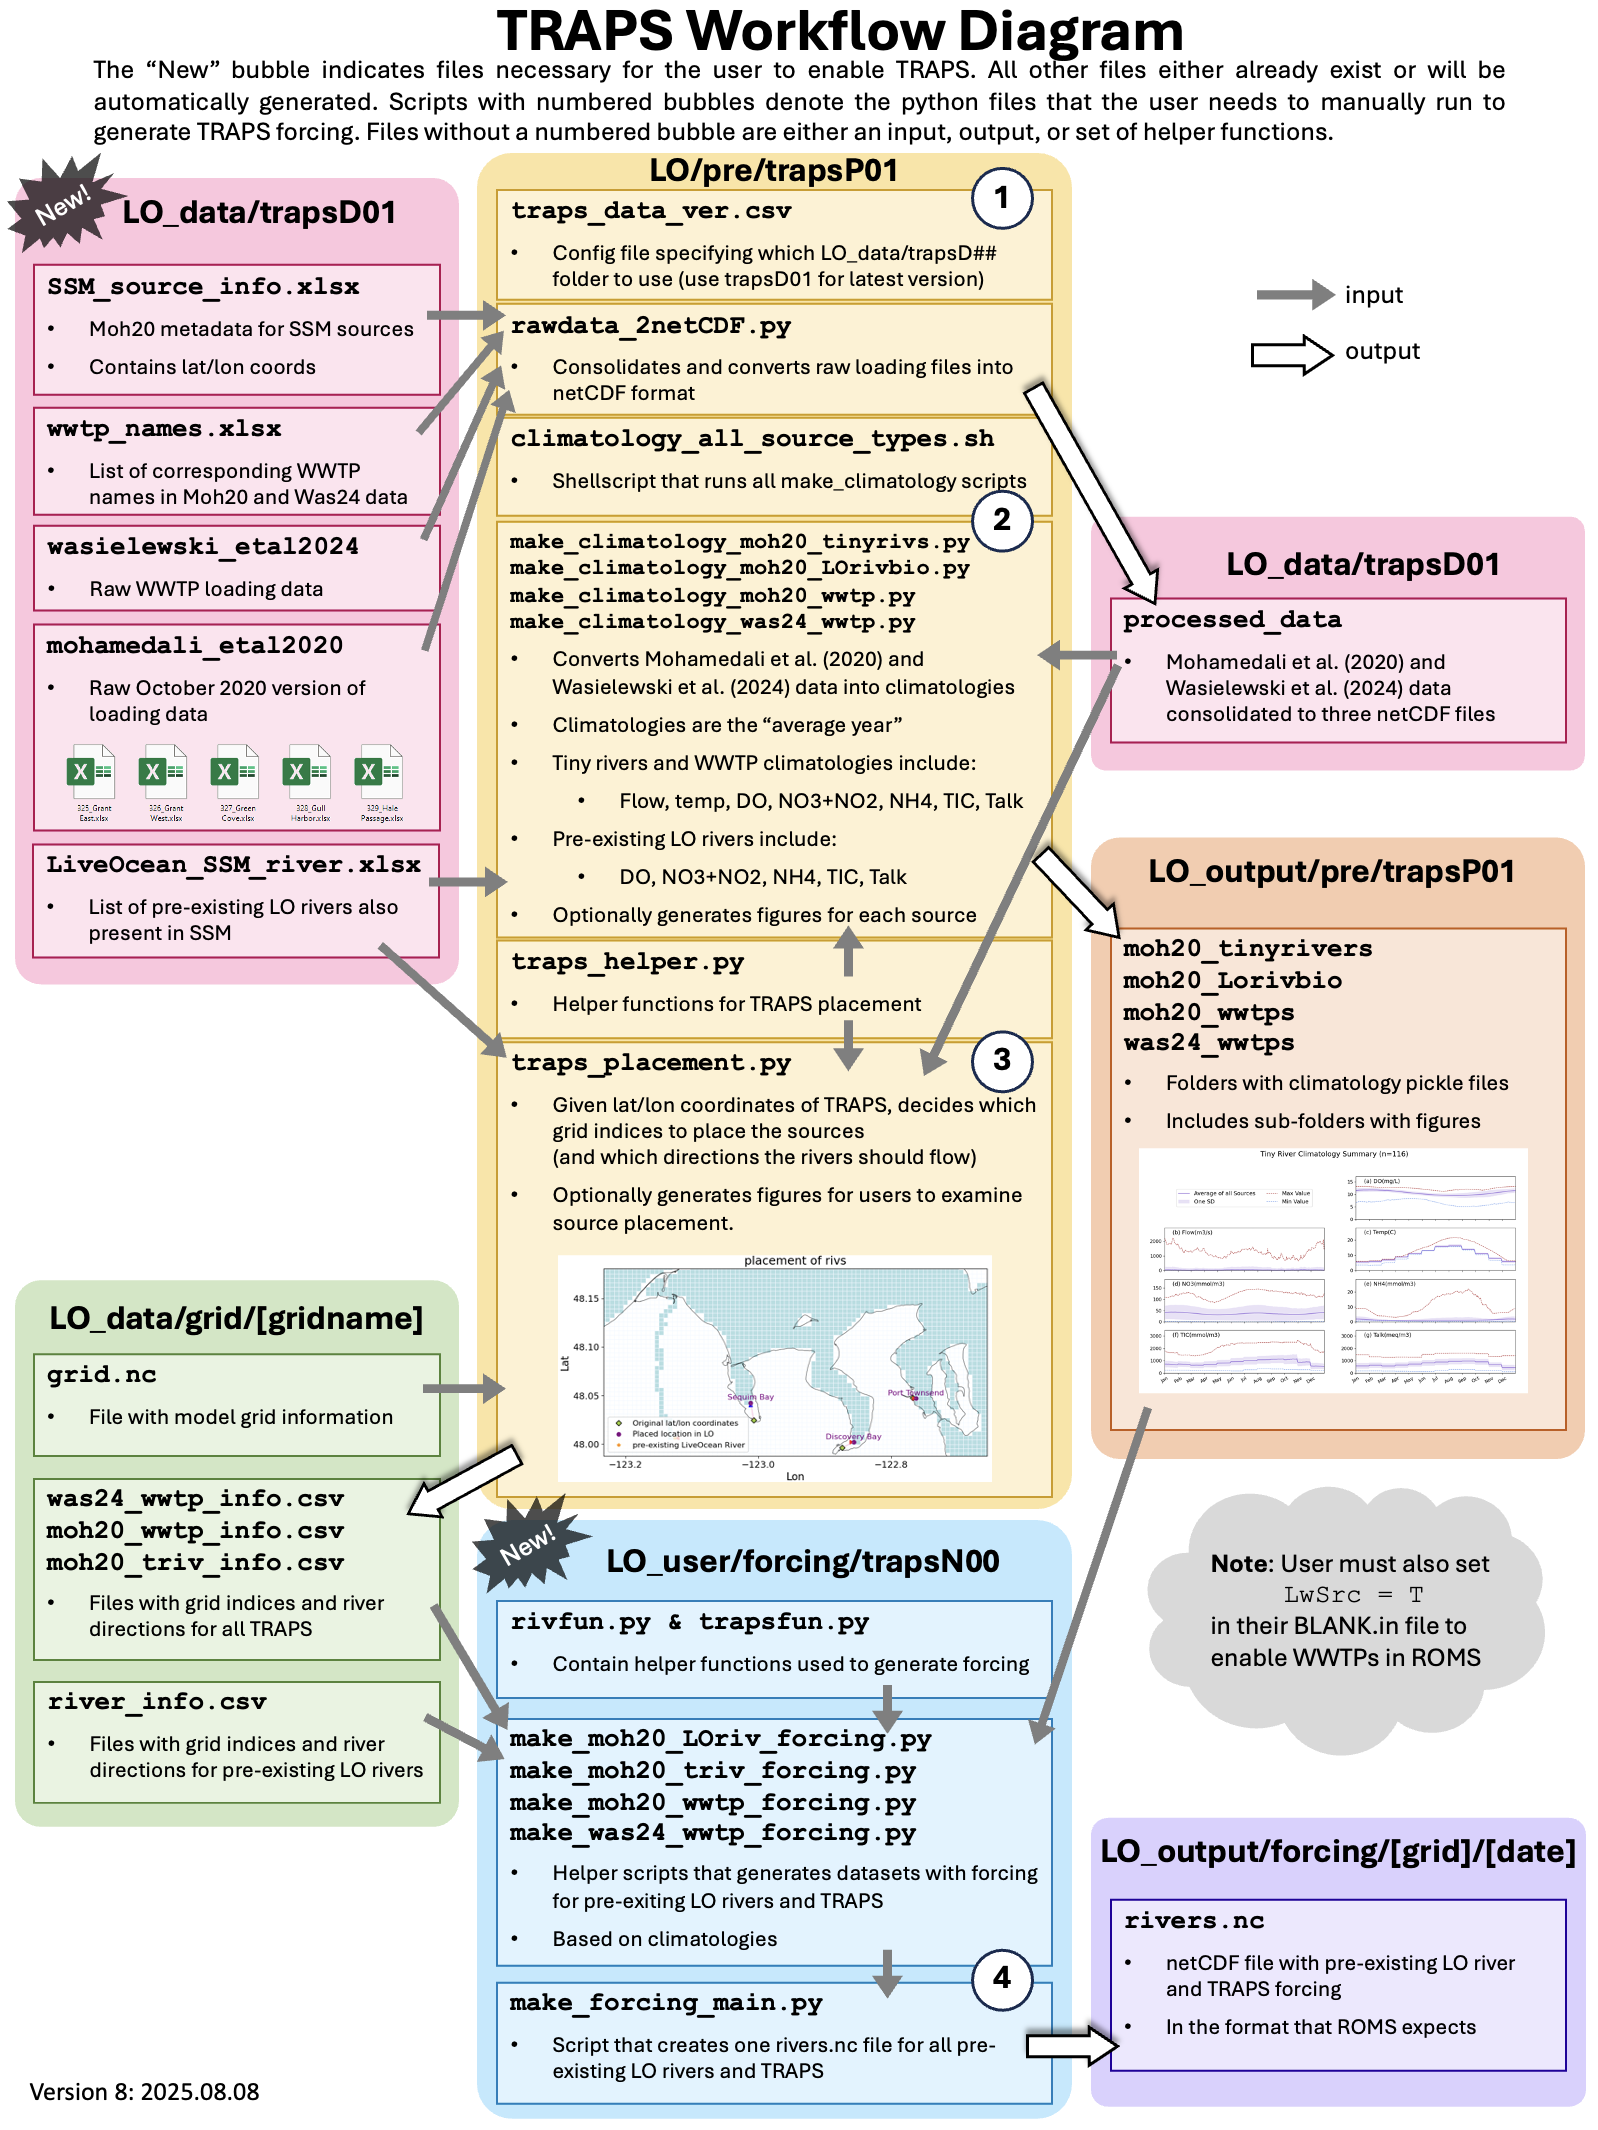 TRAPS Workflow Diagram
The “New” bubble indicates files necessary for the user to enable TRAPS. All other files either already exist or will be
automatically generated. Scripts with numbered bubbles denote the python files that the user needs to manually run to
generate TRAPS forcing. Files without a numbered bubble are either an input, output, or set of helper functions.
New!
LO_data/trapsD01
SSM_source_info.xlsx
• Moh20 metadata for SSM sources
• Contains lat/lon coords
wwtp_names.xlsx
• List of corresponding WWTP
names in Moh20 and Was24 data
wasielewski_etal2024
• Raw WWTP loading data
mohamedali_etal2020
• Raw October 2020 version of
loading data
325_Grant
East.xlsx
326_Grant
West.xlsx
327_Green
Cove.xlsx
328_Gull
Harbor.xlsx
329_Hale
Passage.xlsx
LiveOcean_SSM_river.xlsx
• List of pre-existing LO rivers also
present in SSM
LO/pre/trapsP01
1
traps_data_ver.csv
• Config file specifying which LO_data/trapsD##
folder to use (use trapsD01 for latest version)
rawdata_2netCDF.py
• Consolidates and converts raw loading files into
netCDF format
climatology_all_source_types.sh
• Shellscript that runs all make_climatology scripts
2
make_climatology_moh20_tinyrivs.py
make_climatology_moh20_LOrivbio.py
make_climatology_moh20_wwtp.py
make_climatology_was24_wwtp.py
• Converts Mohamedali et al. (2020) and
Wasielewski et al. (2024) data into climatologies
• Climatologies are the “average year”
• Tiny rivers and WWTP climatologies include:
• Flow, temp, DO, NO3+NO2, NH4, TIC, Talk
• Pre-existing LO rivers include:
• DO, NO3+NO2, NH4, TIC, Talk
• Optionally generates figures for each source
traps_helper.py
• Helper functions for TRAPS placement
3
traps_placement.py
• Given lat/lon coordinates of TRAPS, decides which
grid indices to place the sources
(and which directions the rivers should flow)
• Optionally generates figures for users to examine
source placement.
placement of rivs
48.15
48.10
48.05
48.00
Lat
Sequim Bay
Port Townsend
Discovery Bay
Original lat/lon coordinates
Placed location in LO
pre-existing LiveOcean River
−123.2 −123.0 −122.8
Lon
input
output
LO_data/trapsD01
processed_data
• Mohamedali et al. (2020) and
Wasielewski et al. (2024) data
consolidated to three netCDF files
LO_output/pre/trapsP01
moh20_tinyrivers
moh20_Lorivbio
moh20_wwtps
was24_wwtps
• Folders with climatology pickle files
• Includes sub-folders with figures
Tiny River Climatology Summary (n=116)
Average of all Sources
One SD
Max Value
Min Value
(a) DO(mg/L)
(b) Flow(m3/s)
(c) Temp(C)
(d) NO3(mmol/m3)
(e) NH4(mmol/m3)
(f) TIC(mmol/m3)
(g) Talk(meq/m3)
LO_data/grid/[gridname]
grid.nc
• File with model grid information
was24_wwtp_info.csv
moh20_wwtp_info.csv
moh20_triv_info.csv
• Files with grid indices and river
directions for all TRAPS
river_info.csv
• Files with grid indices and river
directions for pre-existing LO rivers
New!
LO_user/forcing/trapsN00
rivfun.py & trapsfun.py
• Contain helper functions used to generate forcing
make_moh20_LOriv_forcing.py
make_moh20_triv_forcing.py
make_moh20_wwtp_forcing.py
make_was24_wwtp_forcing.py
• Helper scripts that generates datasets with forcing
for pre-exiting LO rivers and TRAPS
• Based on climatologies
4
make_forcing_main.py
• Script that creates one rivers.nc file for all pre-
existing LO rivers and TRAPS
Note: User must also set
LwSrc = T
in their BLANK.in file to
enable WWTPs in ROMS
LO_output/forcing/[grid]/[date]
rivers.nc
• netCDF file with pre-existing LO river
and TRAPS forcing
• In the format that ROMS expects
Version 8: 2025.08.08